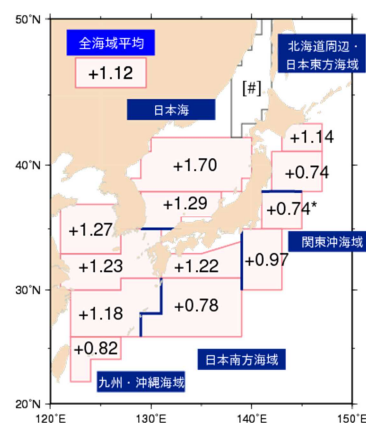 50°N
全海域平均
+1.12
北海道周辺・
日本東方海域
[#]
日本海
+1.14
+1.70
+0.74
40°N
+1.29
+0.74*
+1.27
関東沖海域
+1.23
+1.22
+0.97
30°N
+1.18
+0.78
+0.82
日本南方海域
九州・沖縄海域
20°N
120°E
130°E
140°E
150°E